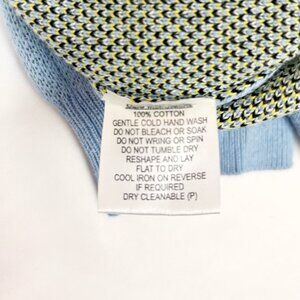 100% COTTON
GENTLE COLD HAND WASH
DO NOT BLEACH OR SOAK
DO NOT WRING OR SPIN
DO NOT TUMBLE DRY
RESHAPE AND LAY
FLAT TO DRY
COOL IRON ON REVERSE
IF REQUIRED
DRY CLEANABLE (P)